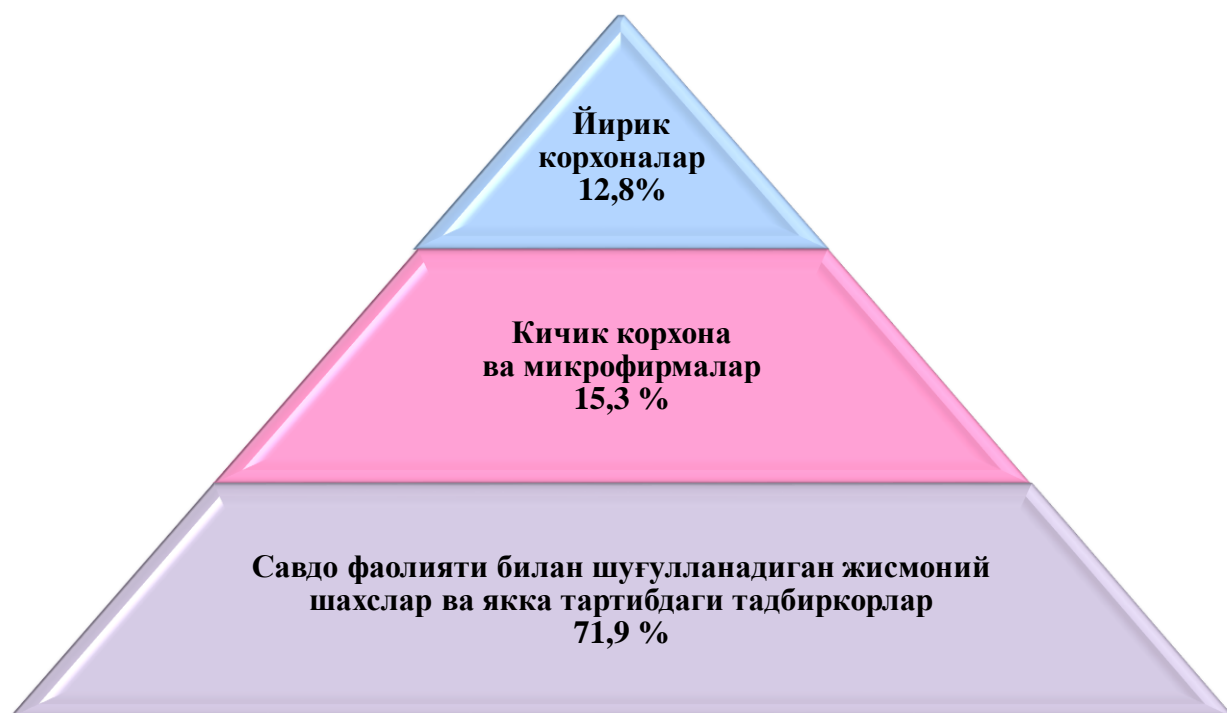 Йирик
корхоналар
12,8%
Кичик корхона
ва микрофирмалар
15,3 %
Савдо фаолияти билан шуғулланадиган жисмоний
шахслар ва якка тартибдаги тадбиркорлар
71,9 %